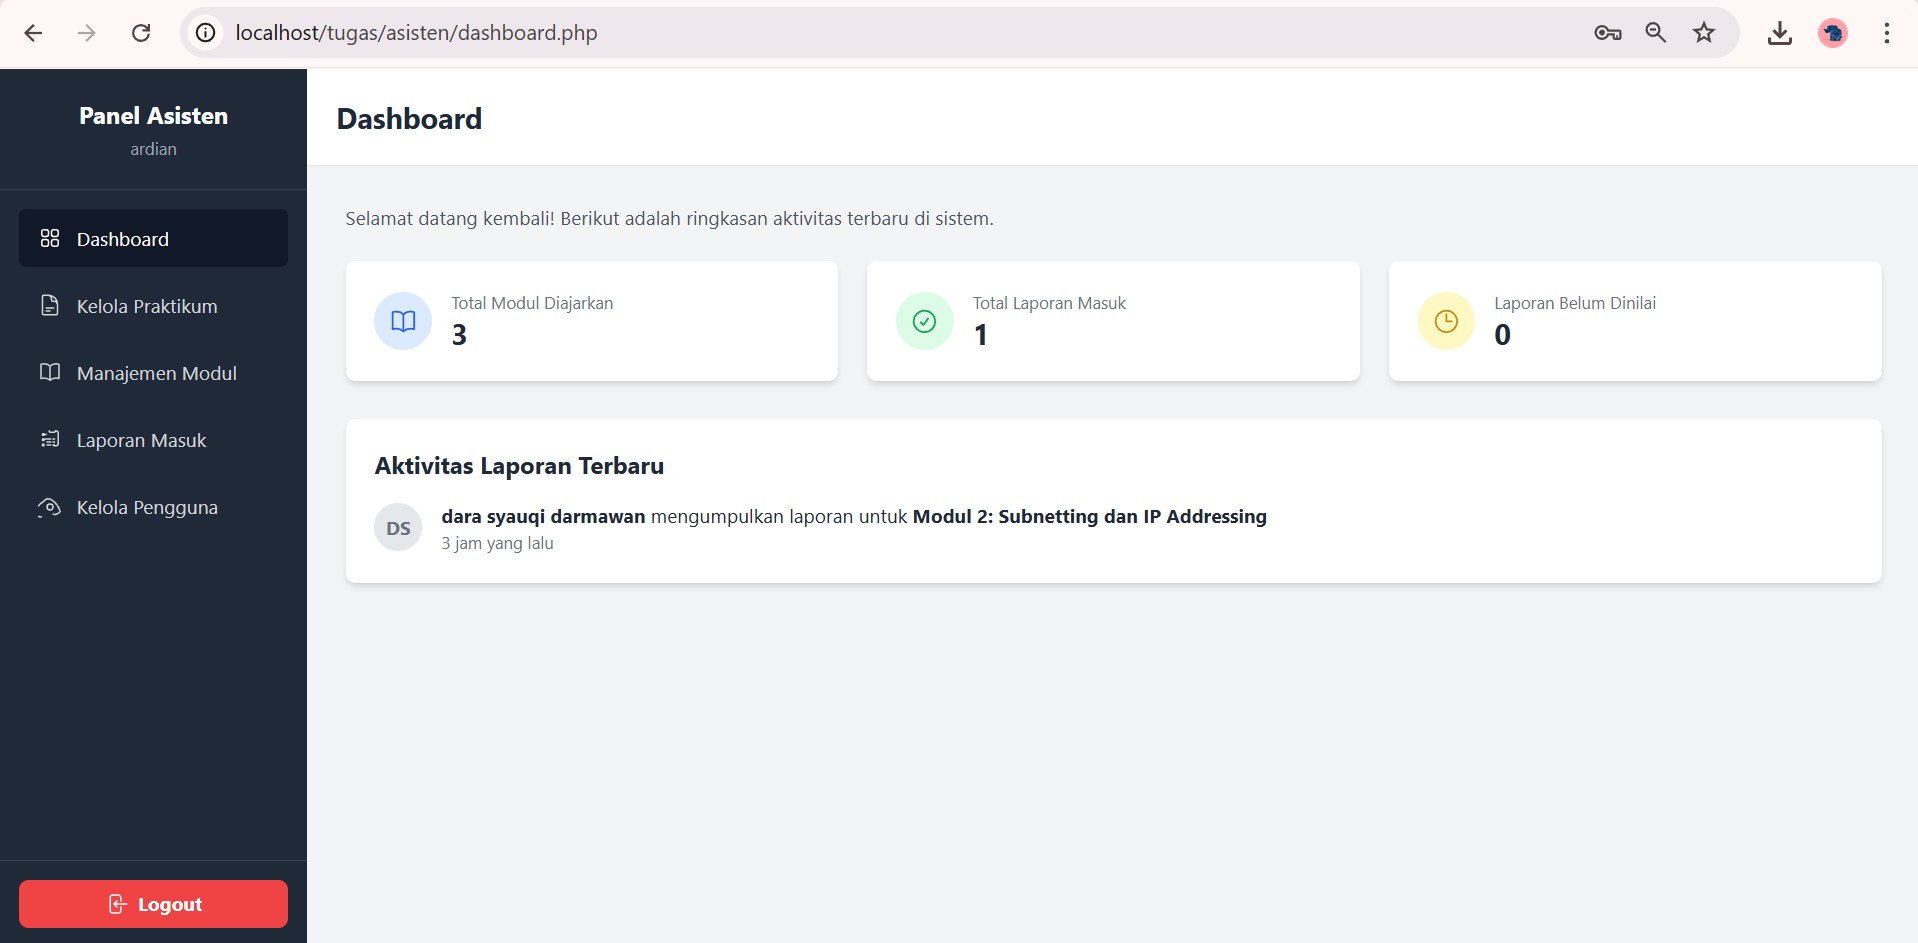 localhost/tugas/asisten/dashboard.php
Panel Asisten
ardian
Dashboard
Kelola Praktikum
Manajemen Modul
Laporan Masuk
Kelola Pengguna
Logout
Dashboard
Selamat datang kembali! Berikut adalah ringkasan aktivitas terbaru di sistem.
Total Modul Diajarkan
3
Total Laporan Masuk
1
Laporan Belum Dinilai
0
Aktivitas Laporan Terbaru
DS
dara syauqi darmawan mengumpulkan laporan untuk Modul 2: Subnetting dan IP Addressing
3 jam yang lalu